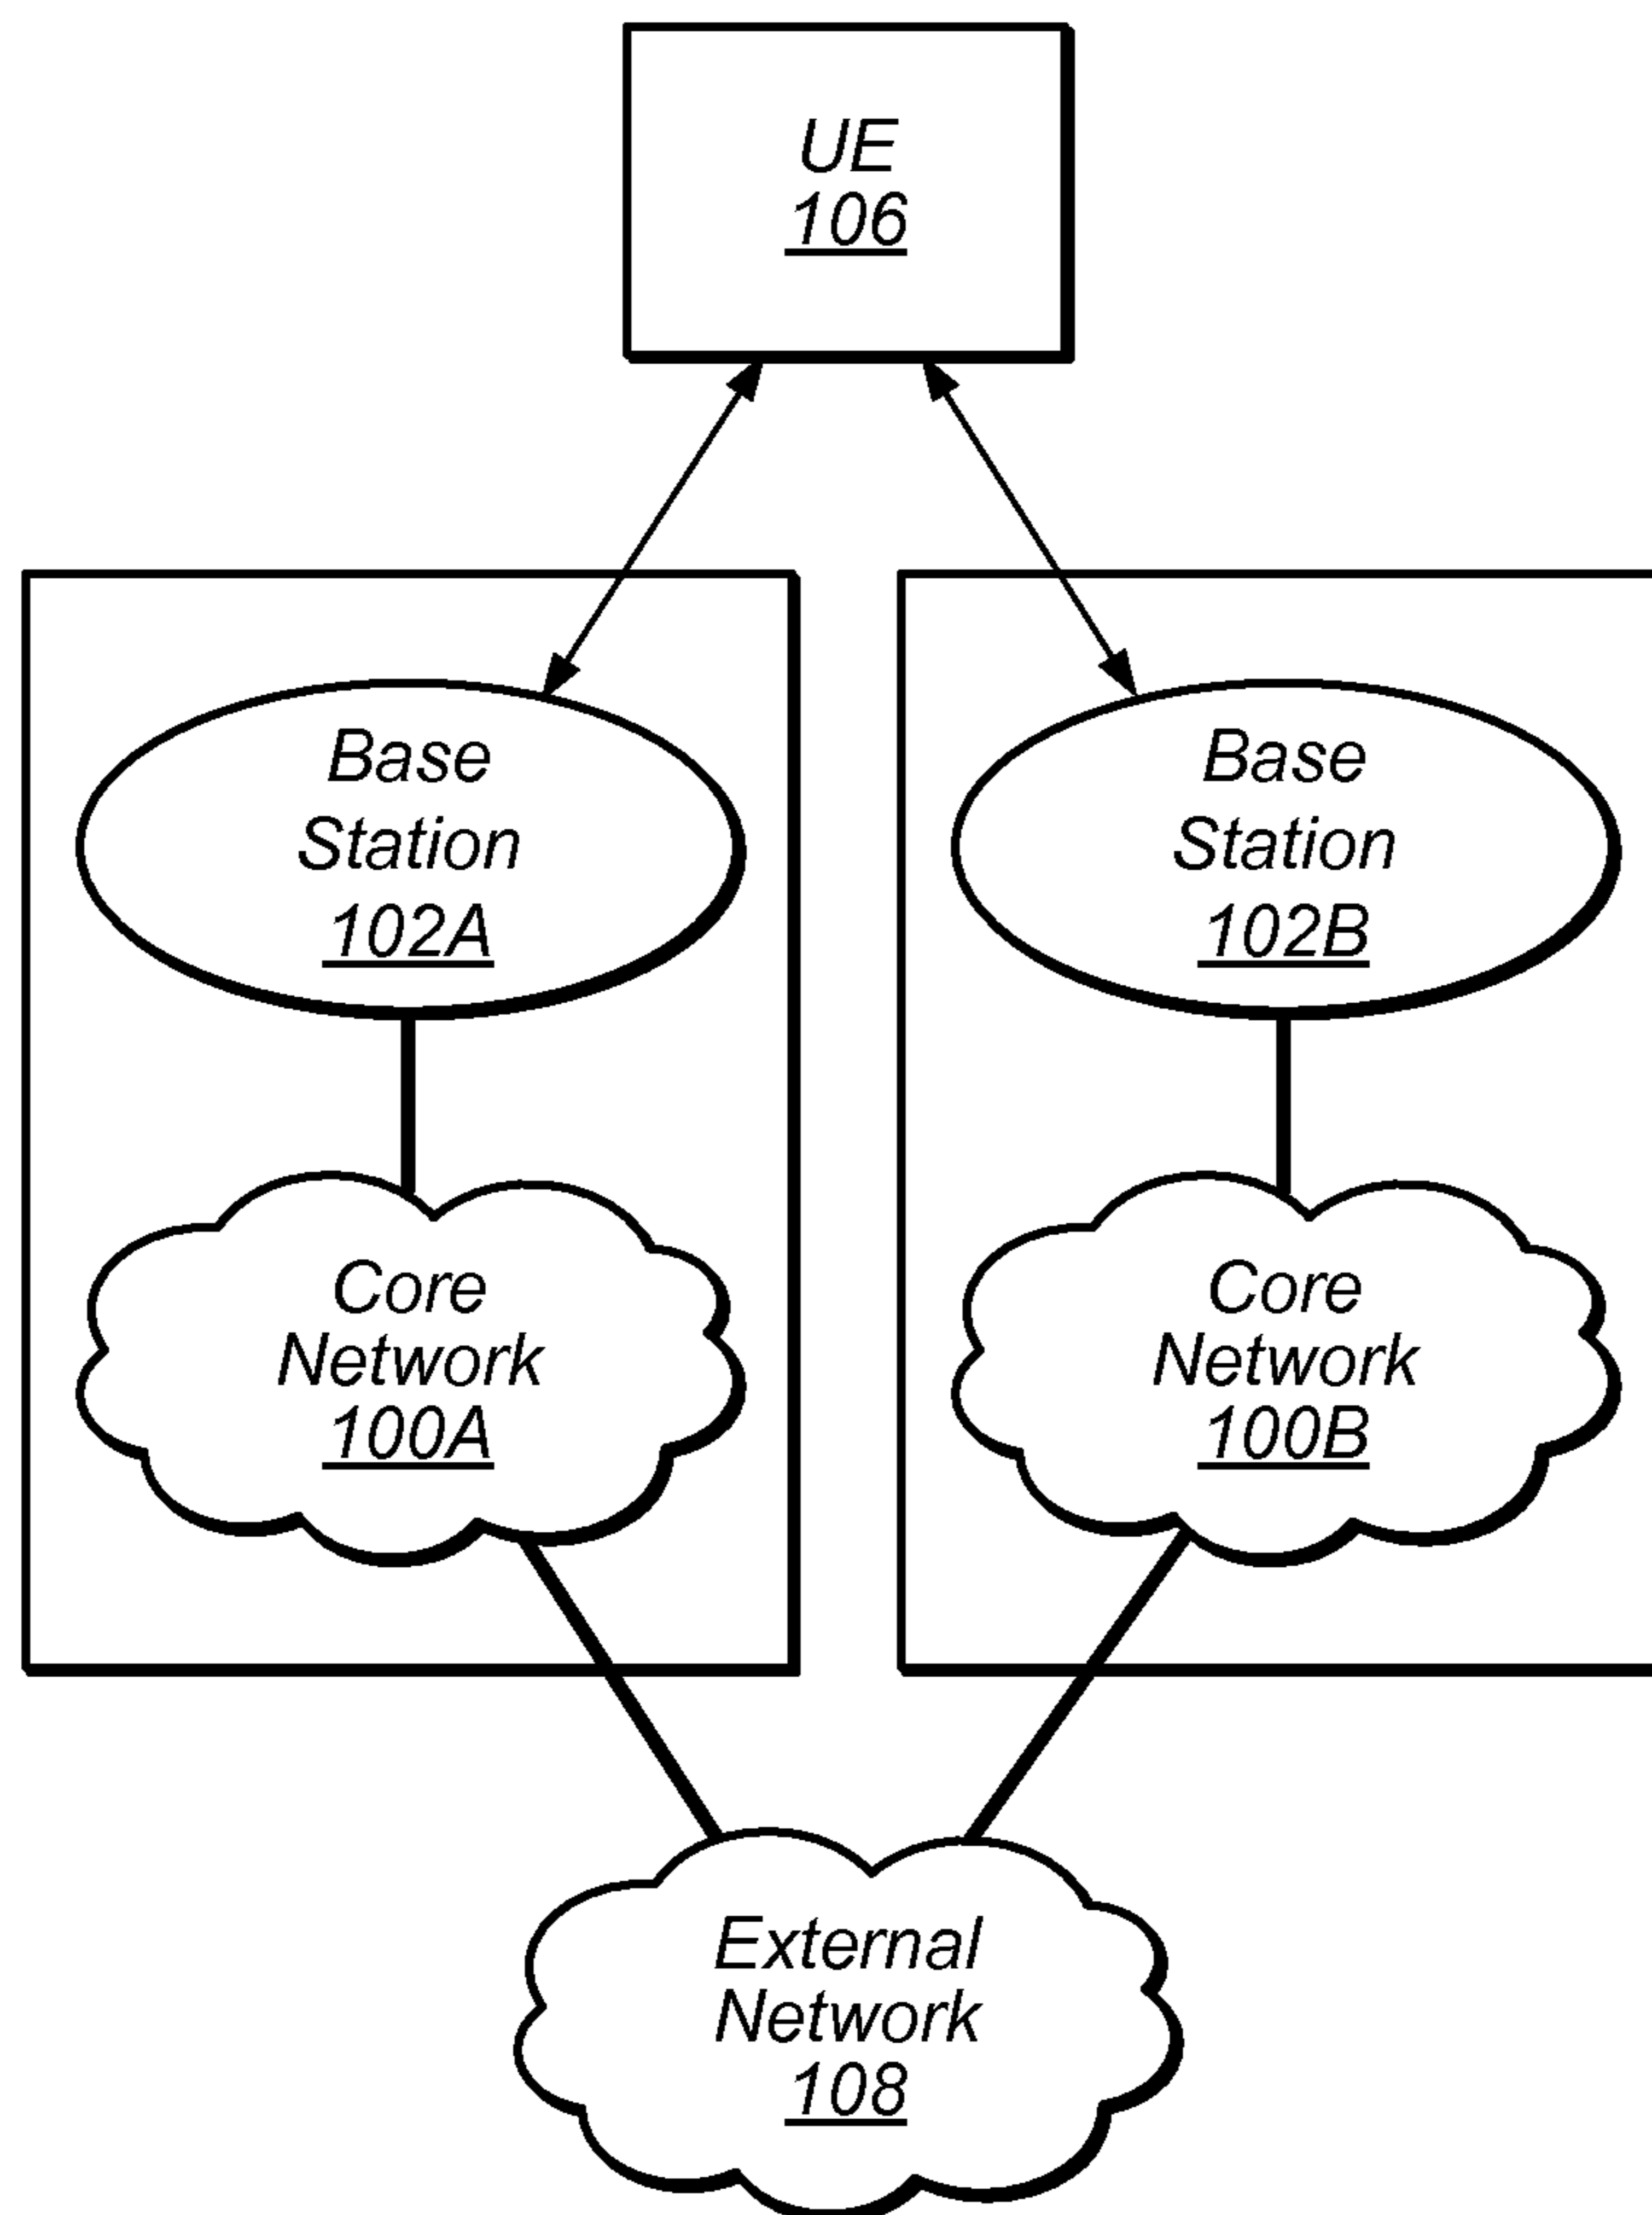 UE
106
Base
Station
102A
Base
Station
102B
Core
Network
100A
Core
Network
100B
External
Network
108